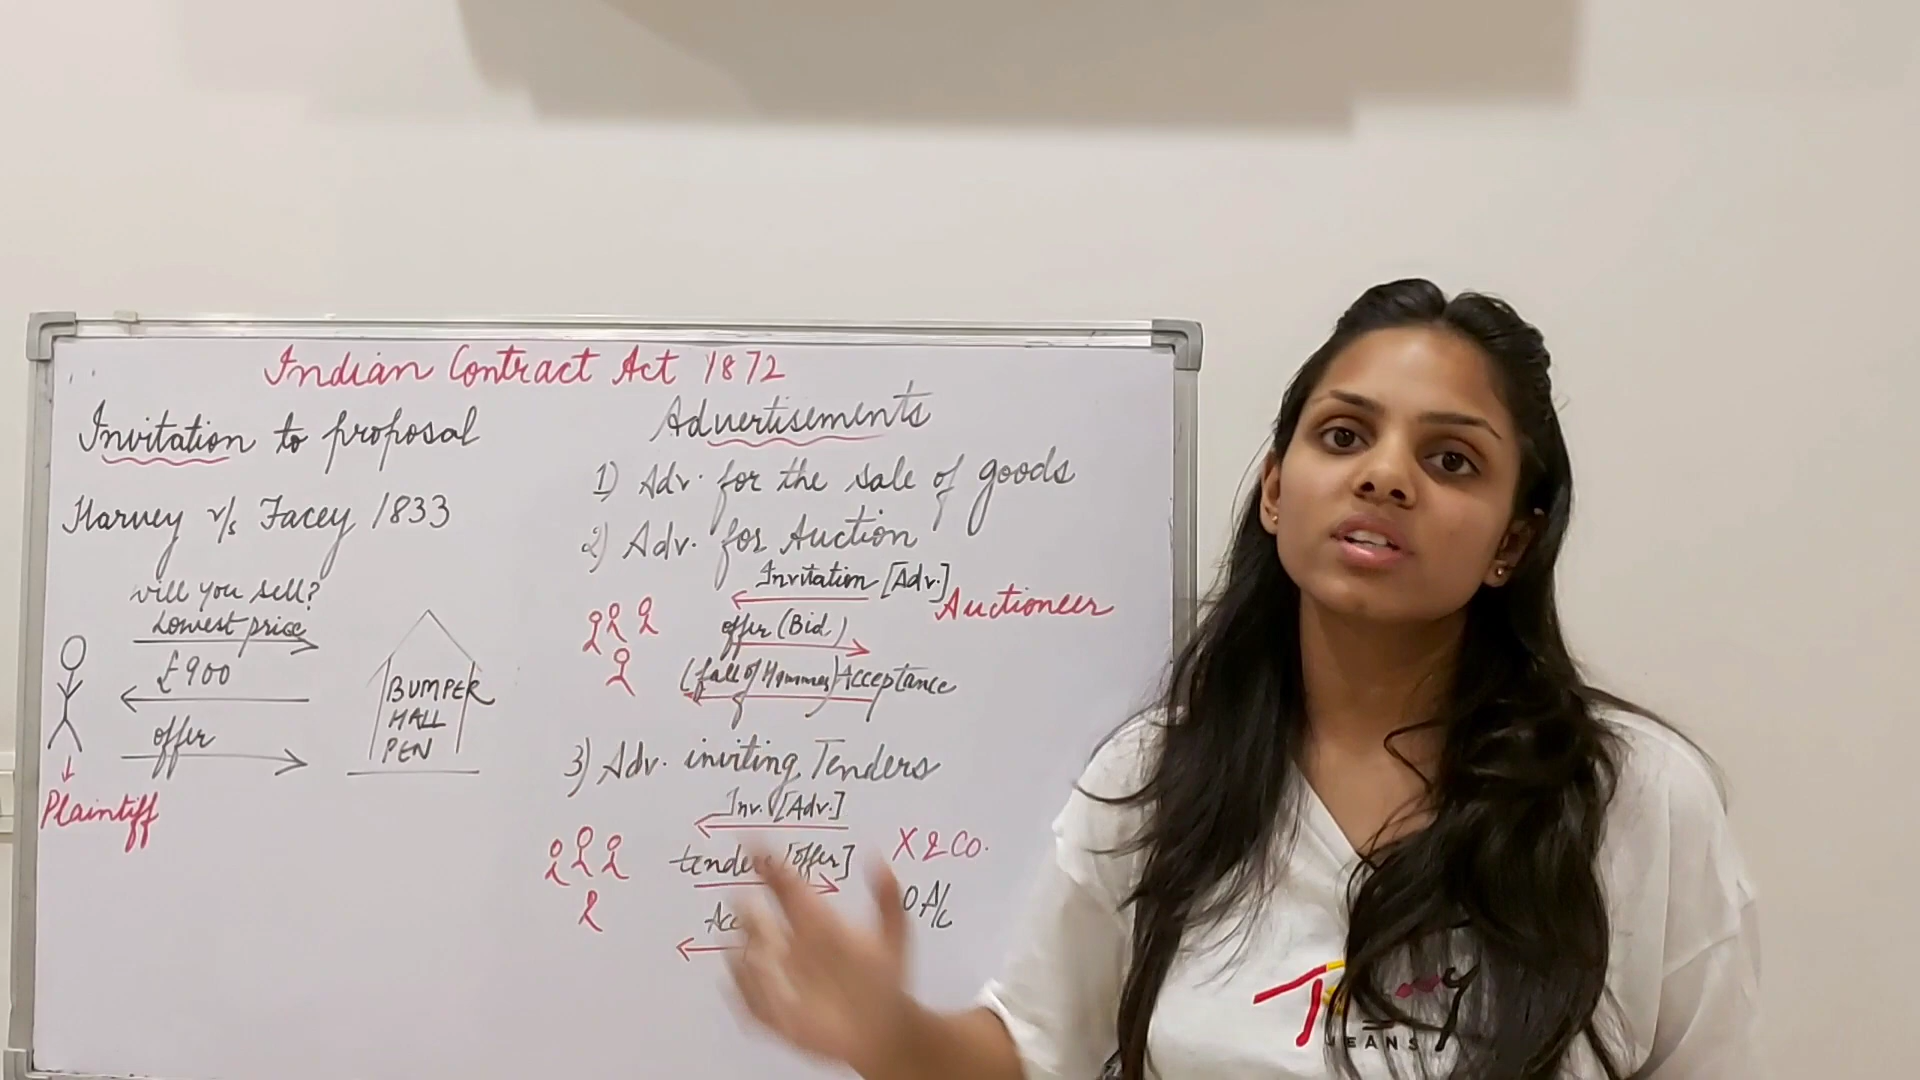 Indian Contract Act 1872
Invitation to proposal
Harvey v/s Facey 1833
will you sell?
Lowest price
£900
offer
BUMPER
HALL
PEN
Plaintiff
Advertisements
1) Adv. for the sale of goods
2) Adv. for Auction
Invitation [Adv.]
Auctioneer
offer (Bid)
(fall of Hammer) Acceptance
3) Adv. inviting Tenders
Inv. [Adv.]
X & Co.
[offer]
JEANS